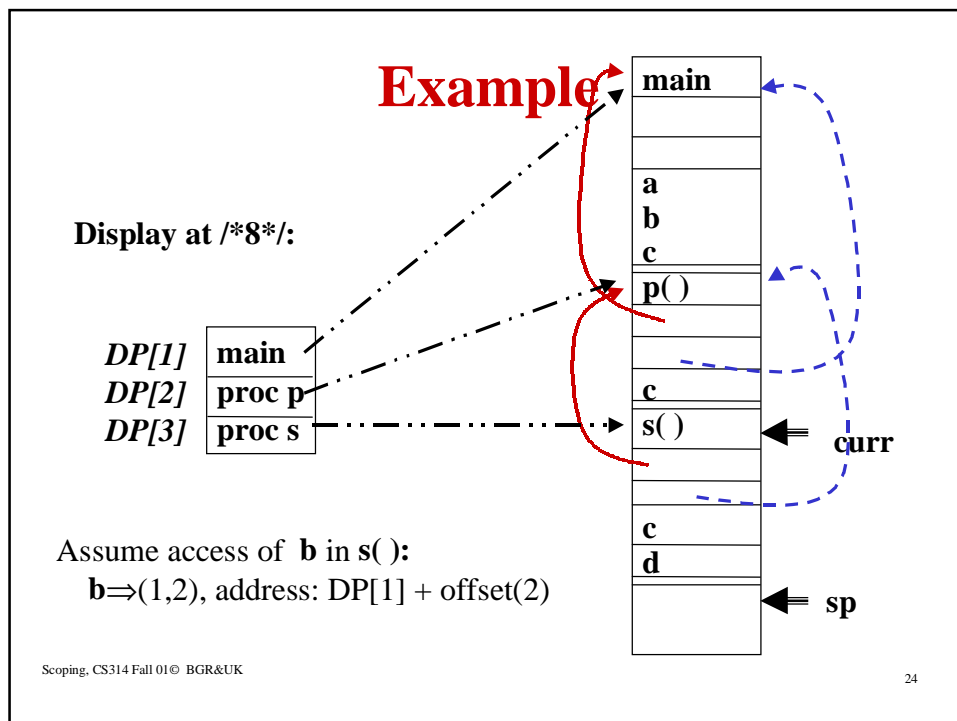 Example
main
a
b
Display at /*8*/:
c
p( )
DP[1] main
DP[2] proc p
c
DP[3] proc s
s( )
curr
c
Assume access of b in s( ):
d
b⇒(1,2), address: DP[1] + offset(2)
sp
Scoping, CS314 Fall 01© BGR&UK
24